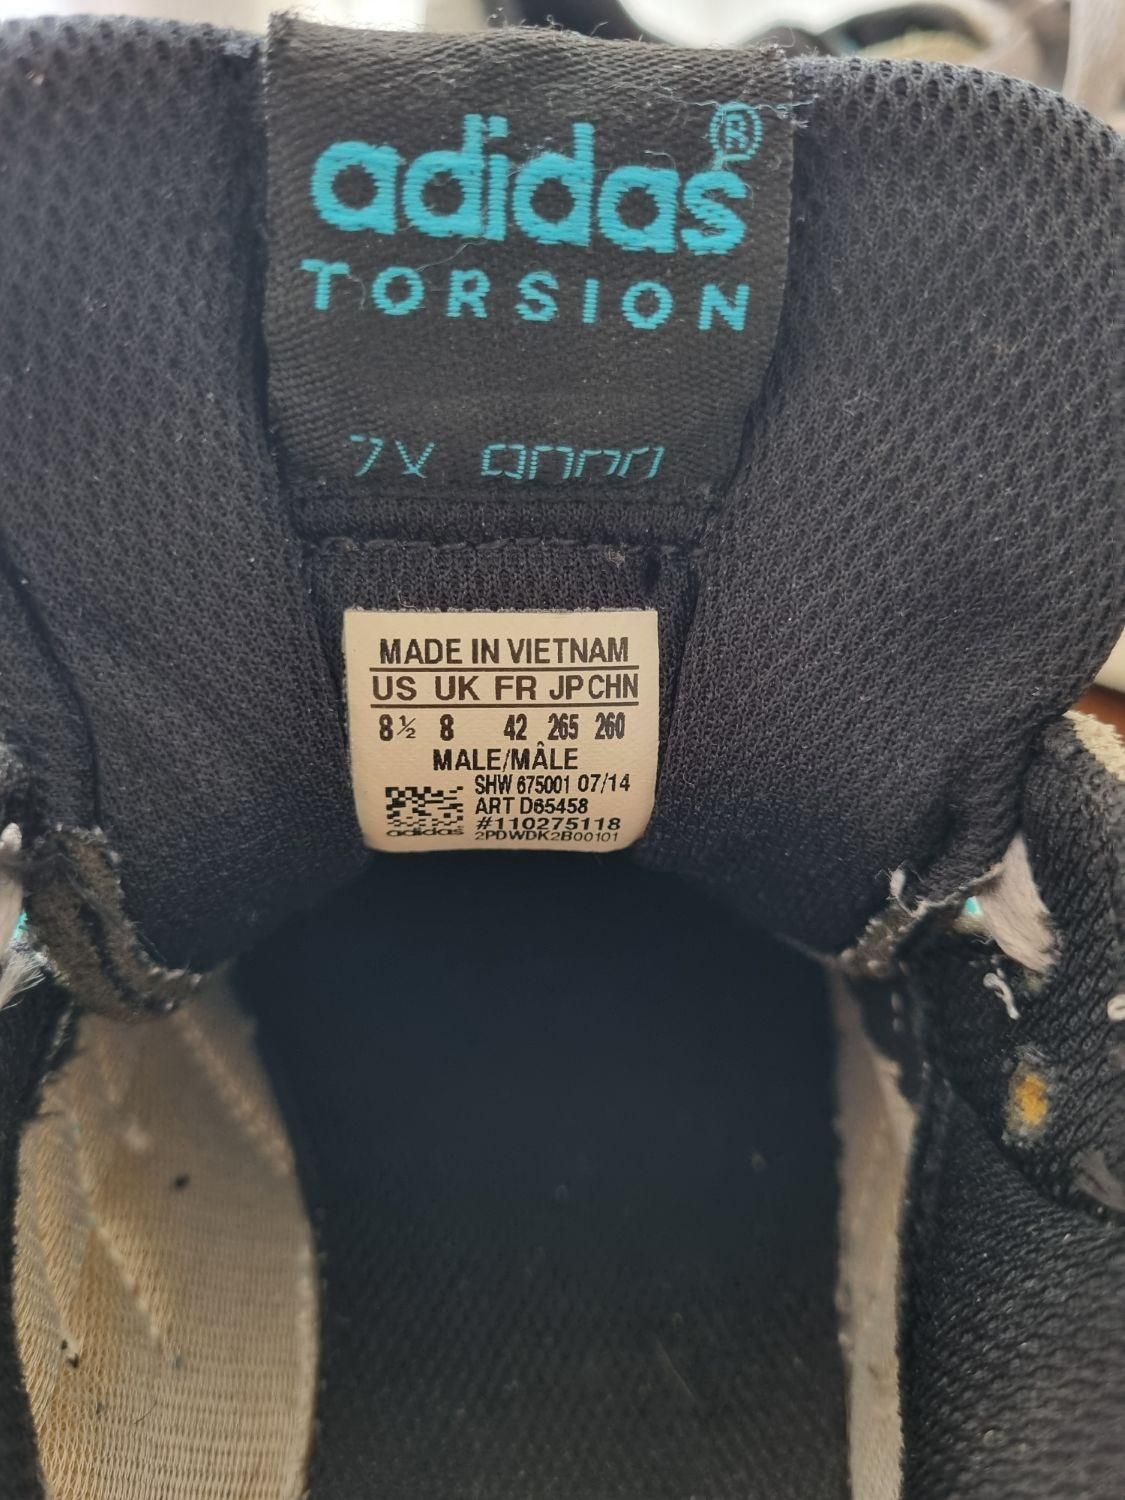 adidas ®
TORSION
MADE IN VIETNAM
US UK FR JP CHN
8½ 8 42 265 260
MALE/MÂLE
SHW 675001 07/14
ART D65458
#110275118
adidas 2PDWDK2B00101